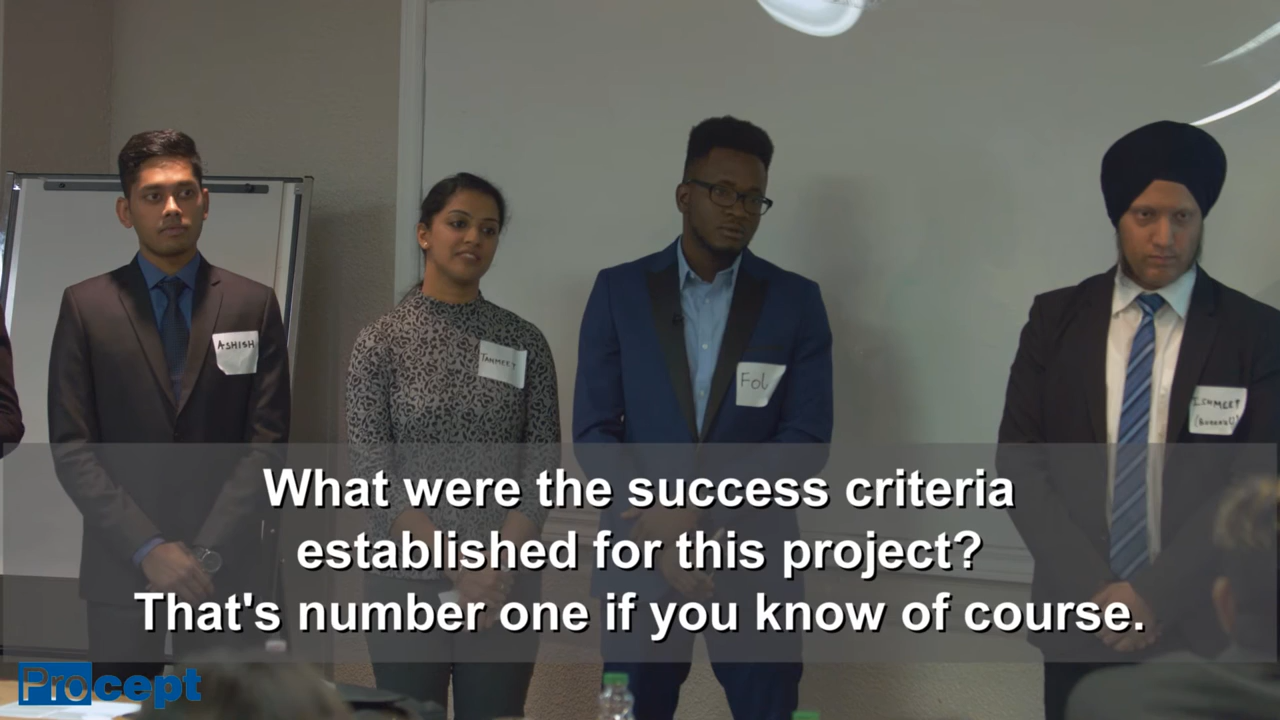 ASHISH
TANMEET
Fol
What were the success criteria
established for this project?
That's number one if you know of course.
Procept